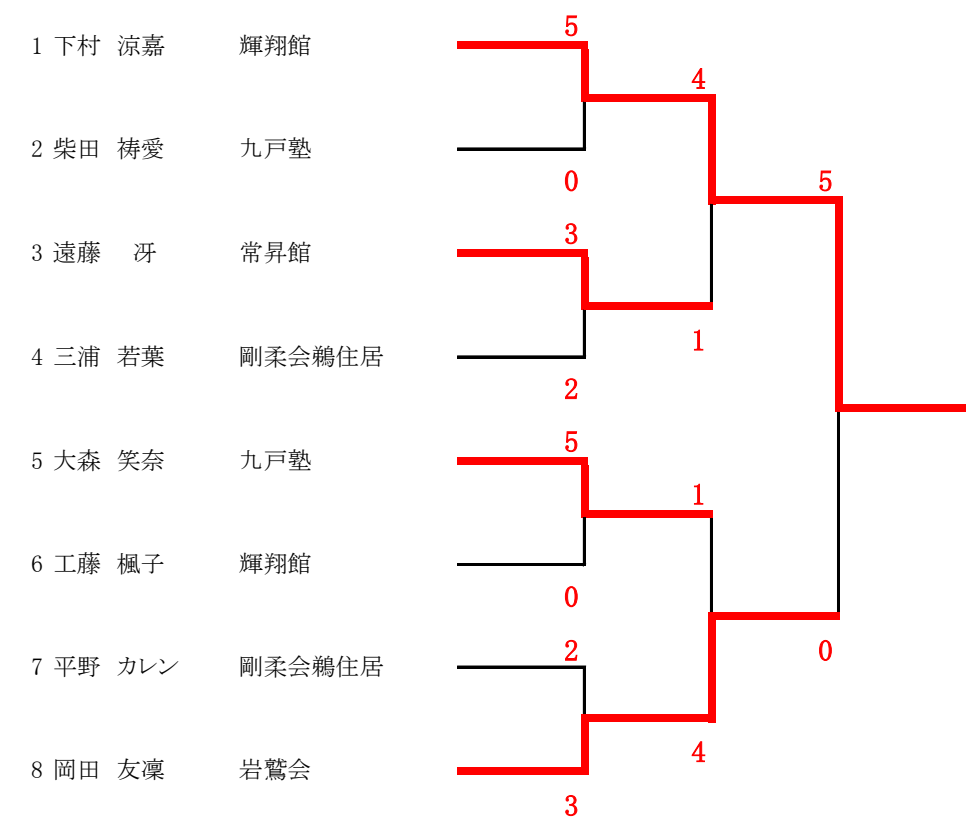 5
1 下村 涼嘉 輝翔館
4
2 柴田 祷愛 九戸塾
0 5
3
3 遠藤 冴 常昇館
1
4 三浦 若葉 剛柔会鵜住居
2
5
5 大森 笑奈 九戸塾
1
6 工藤 楓子 輝翔館
0
2 0
7 平野 カレン 剛柔会鵜住居
4
8 岡田 友凜 岩鷲会
3